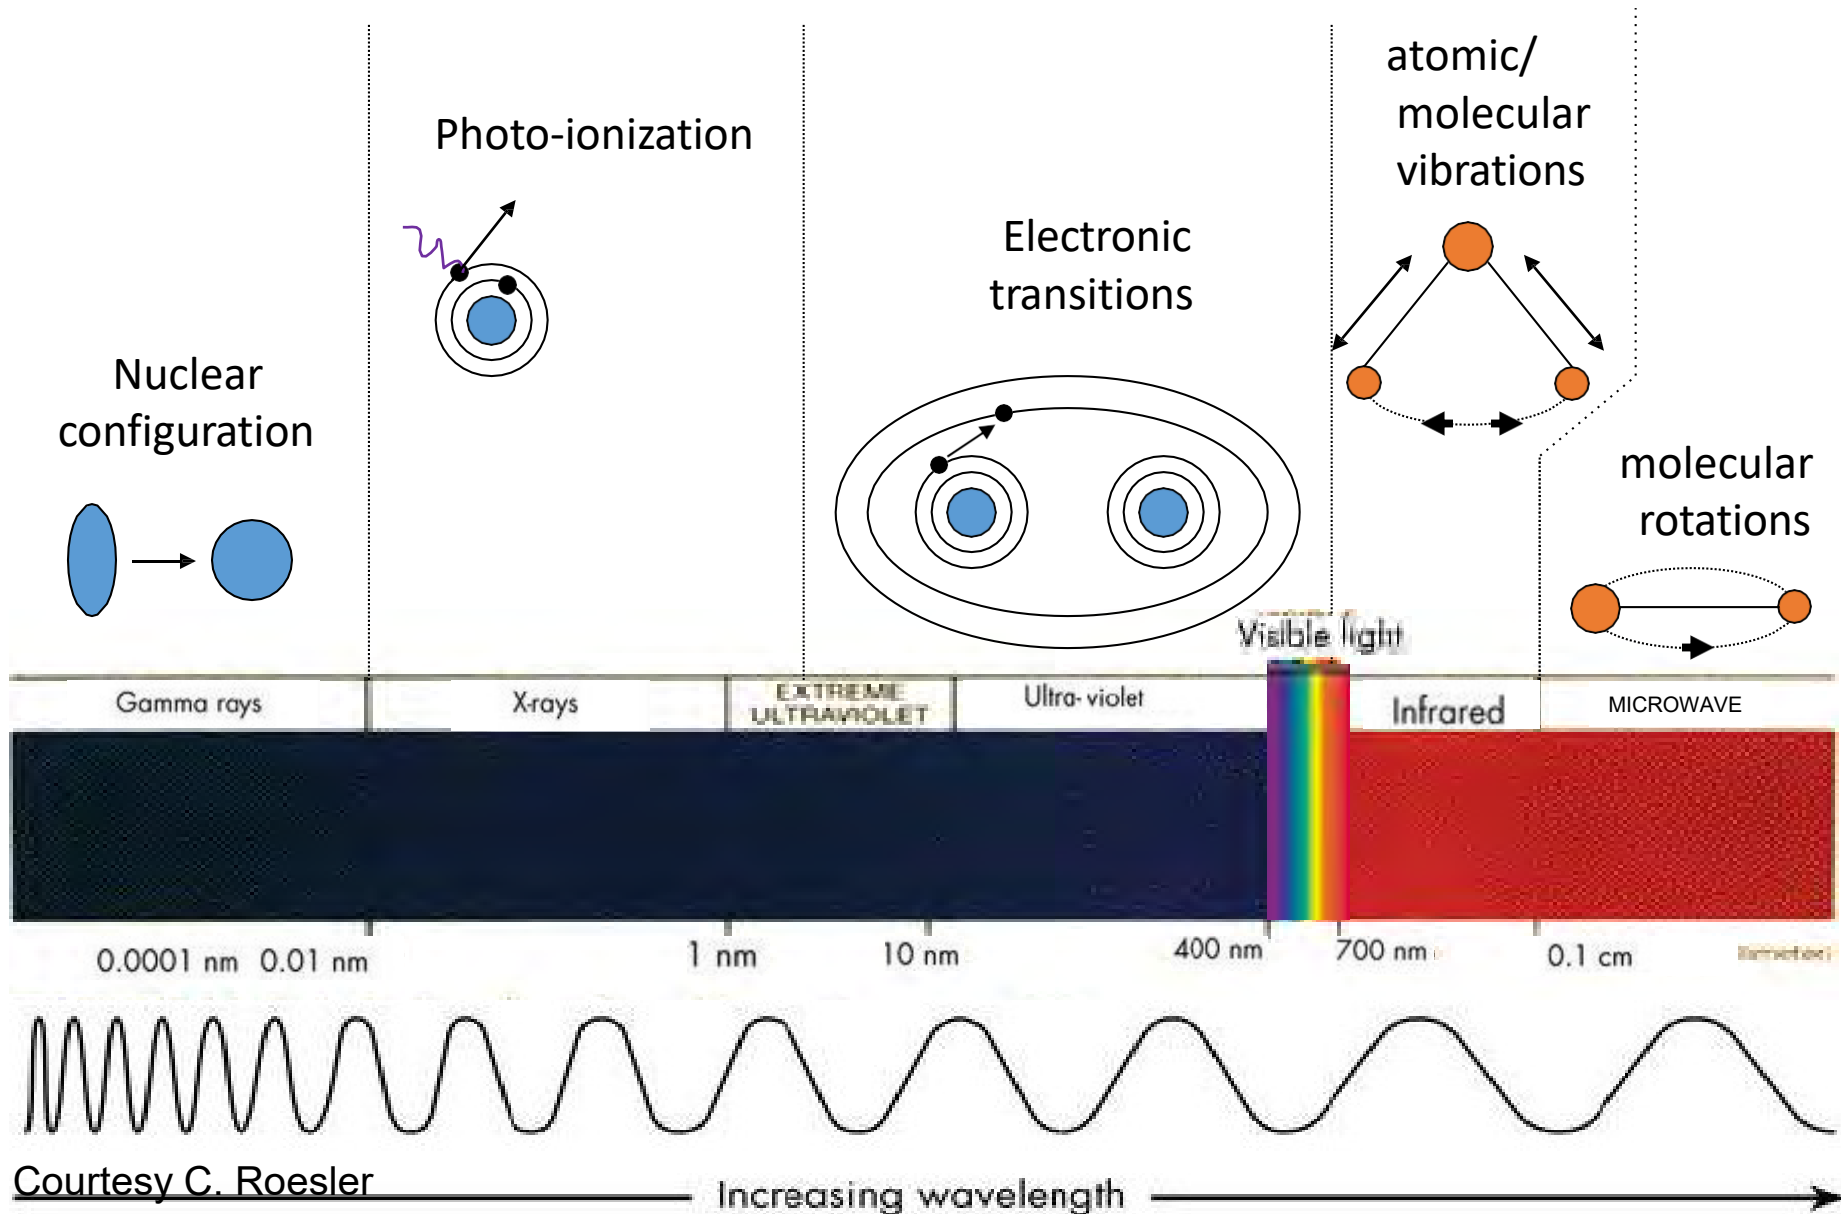 atomic/
molecular
vibrations
Photo-ionization
Electronic
transitions
Nuclear
configuration
molecular
rotations
Visible light
Gamma rays
X-rays
EXTREME
ULTRAVIOLET
Ultra-violet
Infrared
MICROWAVE
0.0001 nm 0.01 nm 1 nm 10 nm 400 nm 700 nm 0.1 cm
Courtesy C. Roesler
Increasing wavelength